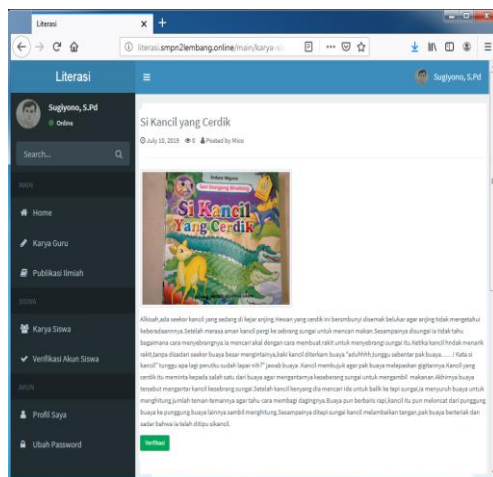 Literasi
literasi.smpn2lembang.online/main/karya-si
Literasi
Sugiyono, S.Pd
Sugiyono, S.Pd
Online
Search...
MAIN
Home
Karya Guru
Publikasi Ilmiah
SISWA
Karya Siswa
Verifikasi Akun Siswa
AKUN
Profil Saya
Ubah Password
Si Kancil yang Cerdik
July 10, 2019 0 Posted by Mico
Seri Dongeng Binatang
Si Kancil
Yang Cerdik
Alkisah,ada seekor kancil yang sedang di kejar anjing.Hewan yang cerdik ini bersembunyi disemak belukar agar anjing tidak mengetahui
keberadaannnya.Setelah merasa aman kancil pergi ke sebrang sungai untuk mencari makan.Sesampainya disungai ia tidak tahu
bagaimana cara menyebrangnya.Ia mencari akal dengan cara membuat rakit untuk menyebrangi sungai itu.Ketika kancil hndak menarik
rakit,tanpa disadari seekor buaya besar mengintainya,kaki kancil diterkam buaya "aduhhhh,tunggu sebentar pak buaya.......! Kata si
kancil" tunggu apa lagi perutku sudah lapar nih!" jawab buaya. Kancil membujuk agar pak buaya melepaskan gigitannya.Kancil yang
cerdik itu meminta kepada salah satu dari buaya agar mengantarnya keseberang sungai untuk mengambil makanan.Akhirnya buaya
tersebut mengantar kancil keseberang sungai.Setelah kancil kenyang dia mencari ide untuk balik ke tepi sungai,ia menyuruh buaya untuk
menghitung jumlah teman-temannya agar tahu cara membagi dagingnya.Buaya pun berbaris rapi,kancil itu pun meloncat dari punggung
buaya ke punggung buaya lainnya sambil menghitung.Sesampainya ditepi sungai kancil melambaikan tangan,pak buaya berteriak dan
sadar bahwa ia telah ditipu sikancil.
Verifikasi